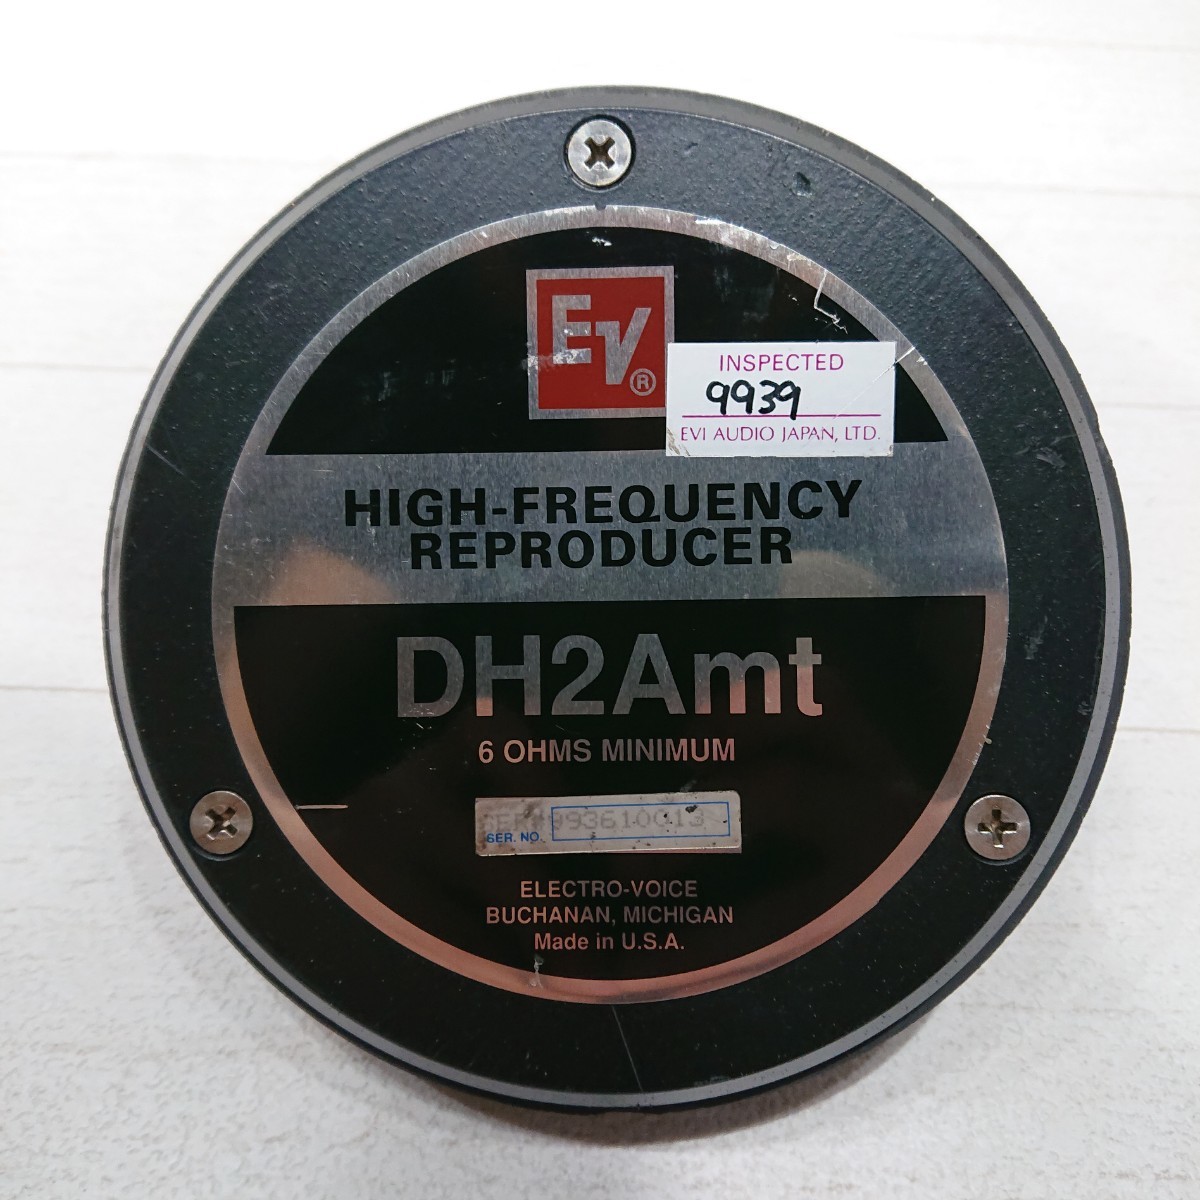 EV®
INSPECTED
9939
EVI AUDIO JAPAN, LTD.
HIGH-FREQUENCY
REPRODUCER
DH2Amt
6 OHMS MINIMUM
SER. NO.
ELECTRO-VOICE
BUCHANAN, MICHIGAN
Made in U.S.A.